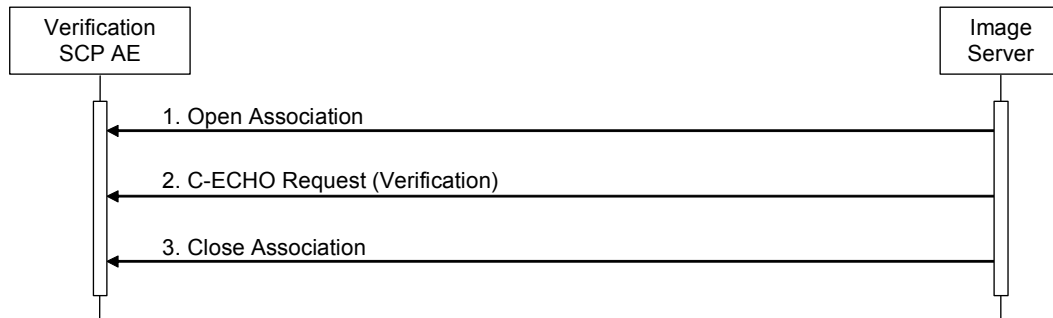 Verification
SCP AE
Image
Server
1. Open Association
2. C-ECHO Request (Verification)
3. Close Association